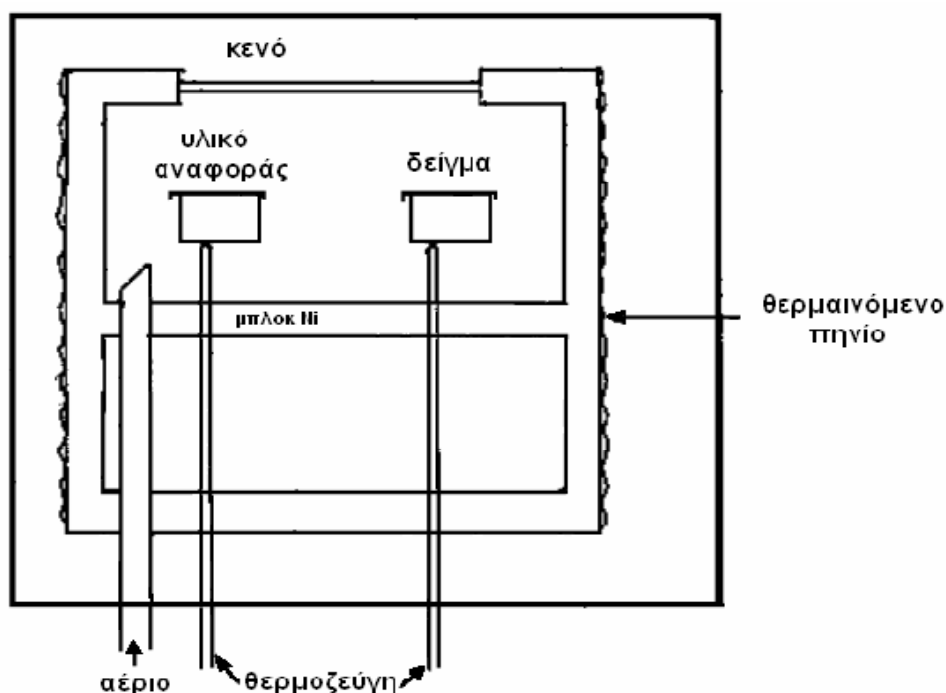 κενό
υλικό
αναφοράς
δείγμα
μπλοκ Ni
θερμαινόμενο
πηνίο
αέριο
θερμοζεύγη